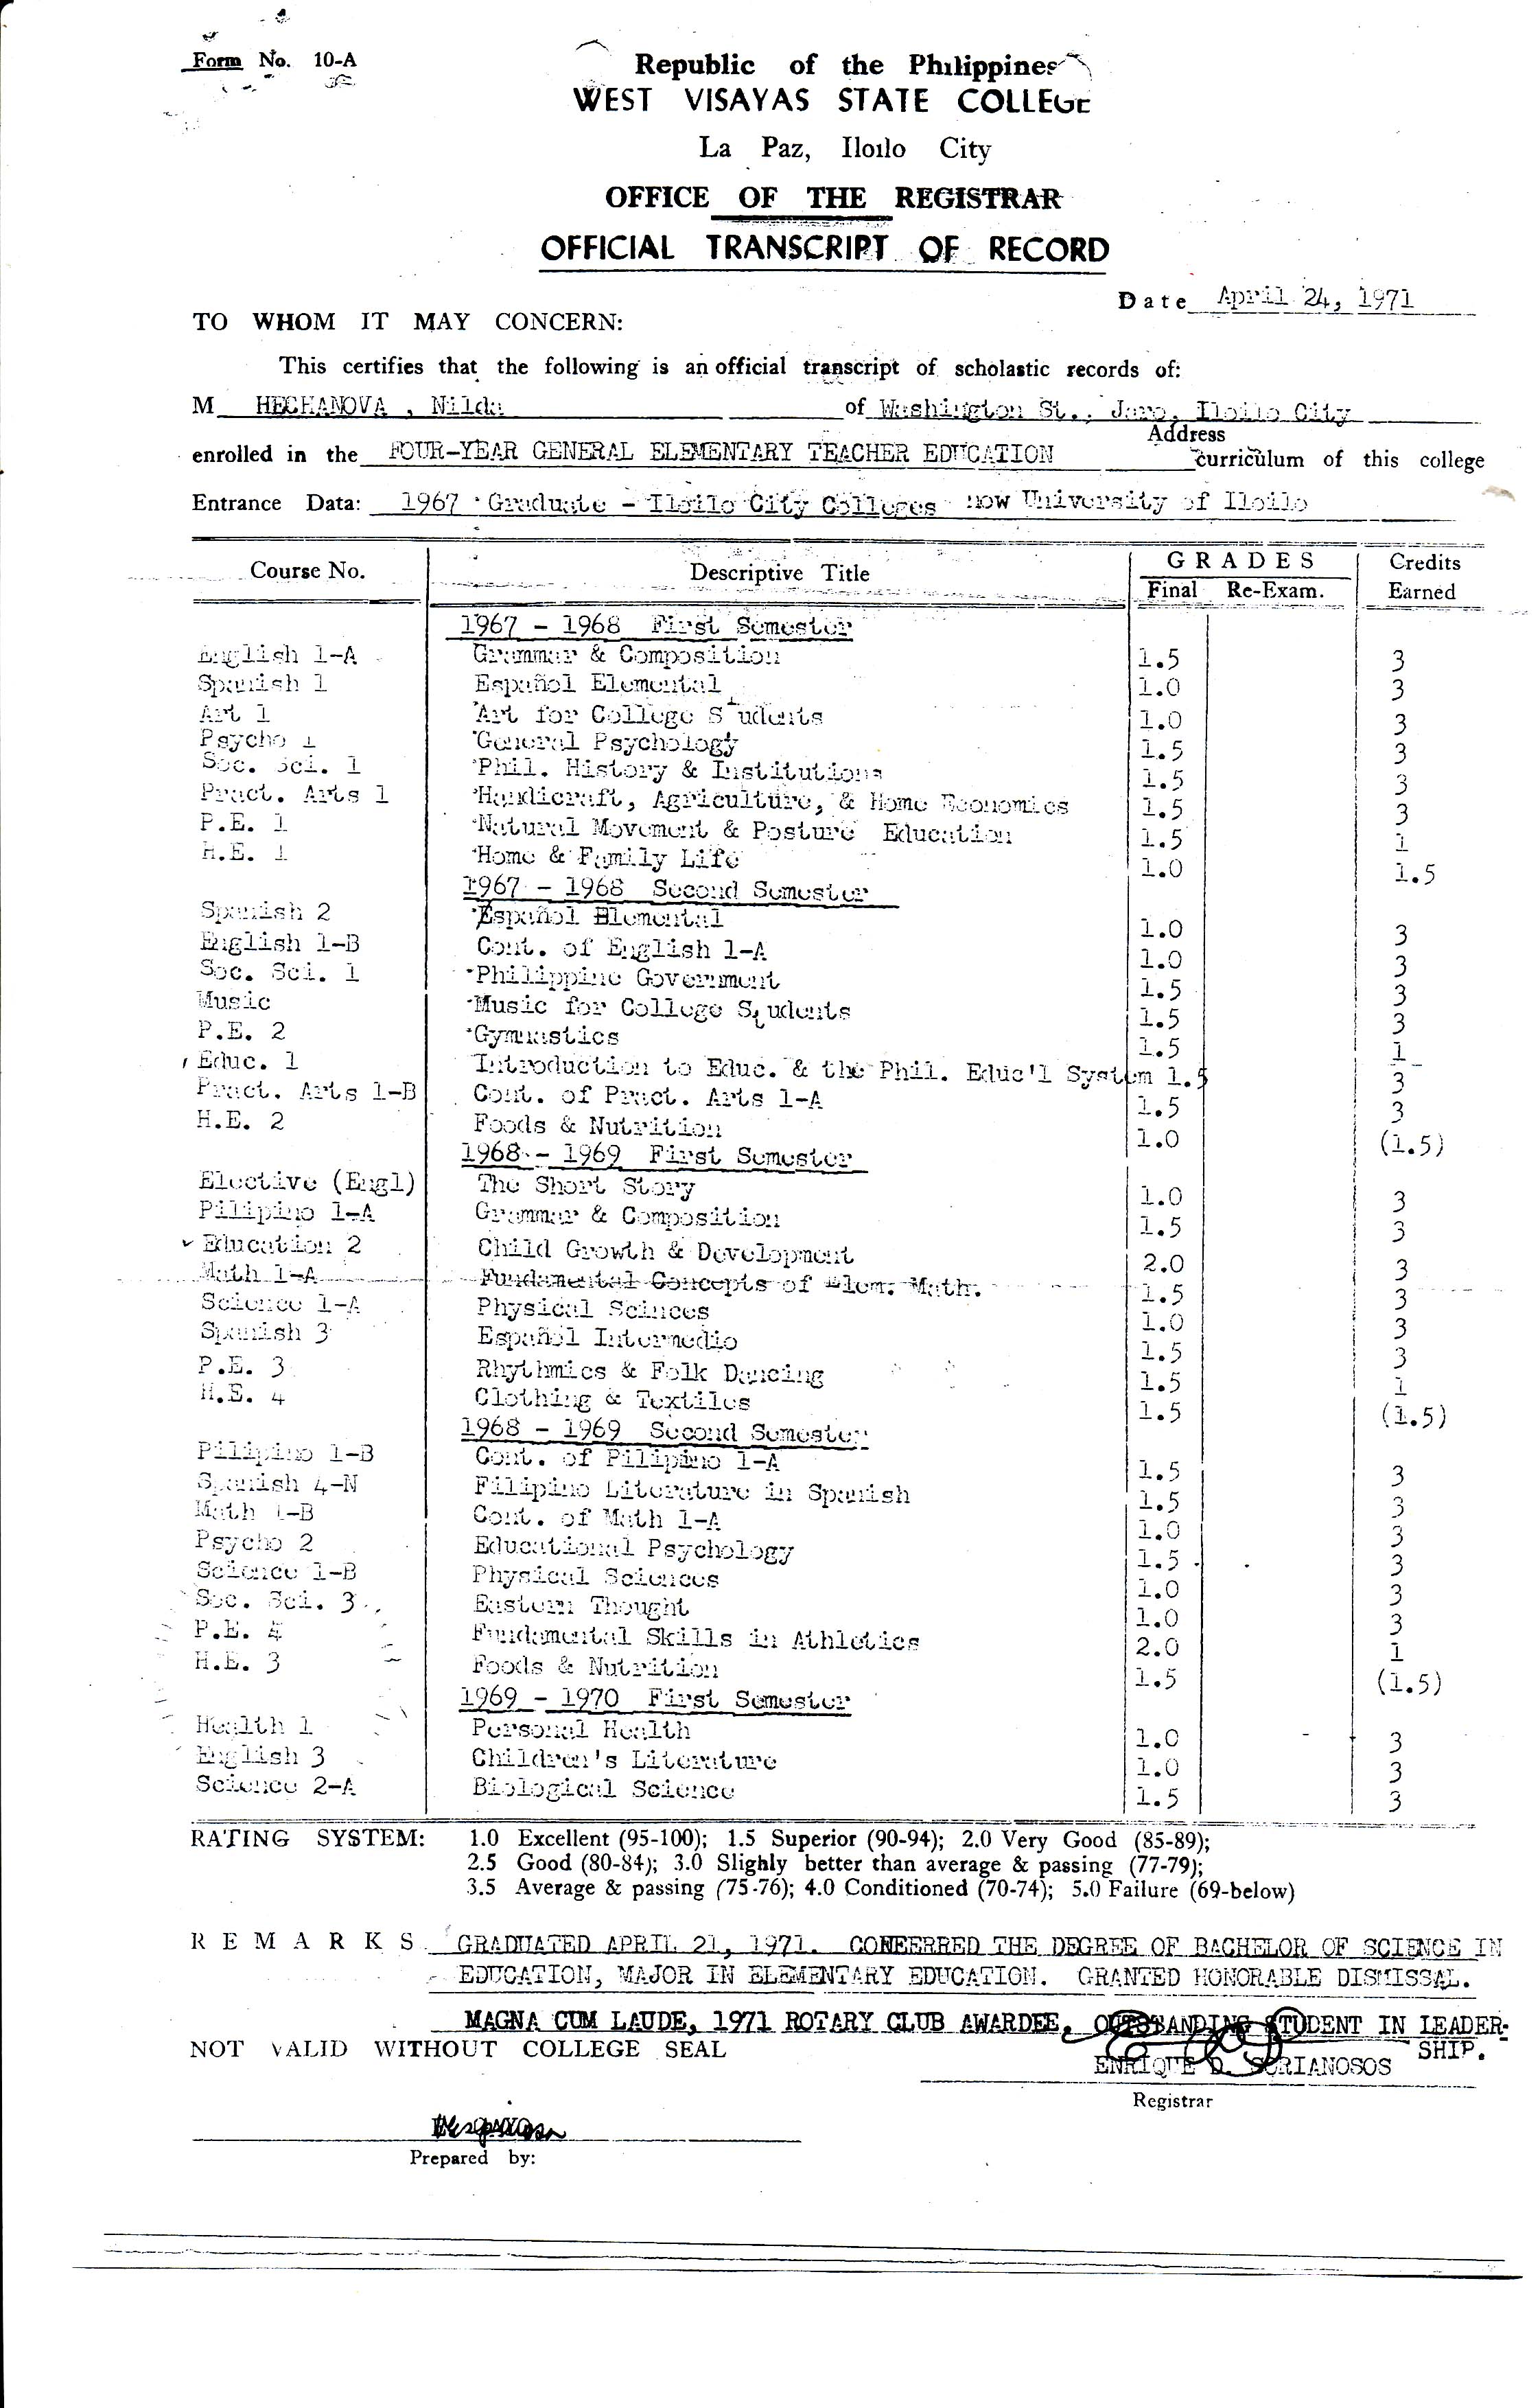 Form No. 10-A
Republic of the Philippines
WEST VISAYAS STATE COLLEGE
La Paz, Iloilo City
OFFICE OF THE REGISTRAR
OFFICIAL TRANSCRIPT OF RECORD
Date April 24, 1971
TO WHOM IT MAY CONCERN:
This certifies that the following is an official transcript of scholastic records of:
M HECHANOVA , Nilda of Washington St., Jaro, Iloilo City
Address
enrolled in the FOUR-YEAR GENERAL ELEMENTARY TEACHER EDUCATION curriculum of this college
Entrance Data: 1967 Graduate - Iloilo City Colleges now University of Iloilo
Course No. Descriptive Title GRADES Credits
Final Re-Exam. Earned
1967 - 1968 First Semester
English 1-A Grammar & Composition 1.5 3
Spanish 1 Español Elemental 1.0 3
Art 1 Art for College Students 1.0 3
Psycho 1 General Psychology 1.5 3
Soc. Sci. 1 Phil. History & Institutions 1.5 3
Pract. Arts 1 Handicraft, Agriculture, & Home Economics 1.5 3
P.E. 1 Natural Movement & Posture Education 1.5 1
H.E. 1 Home & Family Life 1.0 1.5
1967 - 1968 Second Semester
Spanish 2 Español Elemental 1.0 3
English 1-B Cont. of English 1-A 1.0 3
Soc. Sci. 1 Philippine Government 1.5 3
Music Music for College Students 1.5 3
P.E. 2 Gymnastics 1.5 1
Educ. 1 Introduction to Educ. & the Phil. Educ'l System 1.5 3
Pract. Arts 1-B Cont. of Pract. Arts 1-A 1.5 3
H.E. 2 Foods & Nutrition 1.0 (1.5)
1968 - 1969 First Semester
Elective (Engl) The Short Story 1.0 3
Pilipino 1-A Grammar & Composition 1.5 3
Education 2 Child Growth & Development 2.0 3
Math 1-A Fundamental Concepts of Elem. Math. 1.5 3
Science 1-A Physical Scinces 1.0 3
Spanish 3 Español Intermedio 1.5 3
P.E. 3 Rhythmics & Folk Dancing 1.5 1
H.E. 4 Clothing & Textiles 1.5 (1.5)
1968 - 1969 Second Semester
Pilipino 1-B Cont. of Pilipino 1-A 1.5 3
Spanish 4-N Filipino Literature in Spanish 1.5 3
Math 1-B Cont. of Math 1-A 1.0 3
Psycho 2 Educational Psychology 1.5 3
Science 1-B Physical Sciences 1.0 3
Soc. Sci. 3 Eastern Thought 1.0 3
P.E. 4 Fundamental Skills in Athletics 2.0 1
H.E. 3 Foods & Nutrition 1.5 (1.5)
1969 - 1970 First Semester
Health 1 Personal Health 1.0 3
English 3 Children's Literature 1.0 3
Science 2-A Biological Science 1.5 3
RATING SYSTEM: 1.0 Excellent (95-100); 1.5 Superior (90-94); 2.0 Very Good (85-89);
2.5 Good (80-84); 3.0 Slighly better than average & passing (77-79);
3.5 Average & passing (75-76); 4.0 Conditioned (70-74); 5.0 Failure (69-below)
REMARKS GRADUATED APRIL 21, 1971. CONFERRED THE DEGREE OF BACHELOR OF SCIENCE IN
EDUCATION, MAJOR IN ELEMENTARY EDUCATION. GRANTED HONORABLE DISMISSAL.
MAGNA CUM LAUDE, 1971 ROTARY CLUB AWARDEE, STUDENT IN LEADER-
SHIP.
NOT VALID WITHOUT COLLEGE SEAL
ENRIQUE D. SORIANOSOS
Registrar
Prepared by: